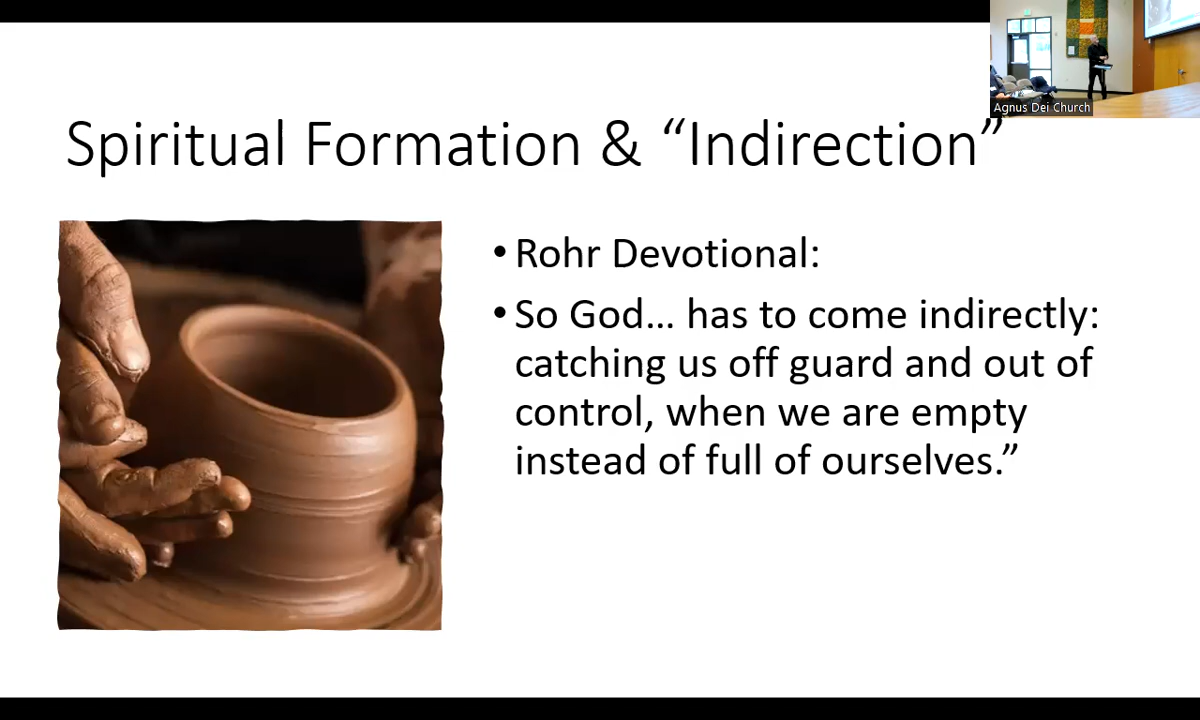 Agnus Dei Church
Spiritual Formation & “Indirection”
• Rohr Devotional:
• So God... has to come indirectly:
catching us off guard and out of
control, when we are empty
instead of full of ourselves.”